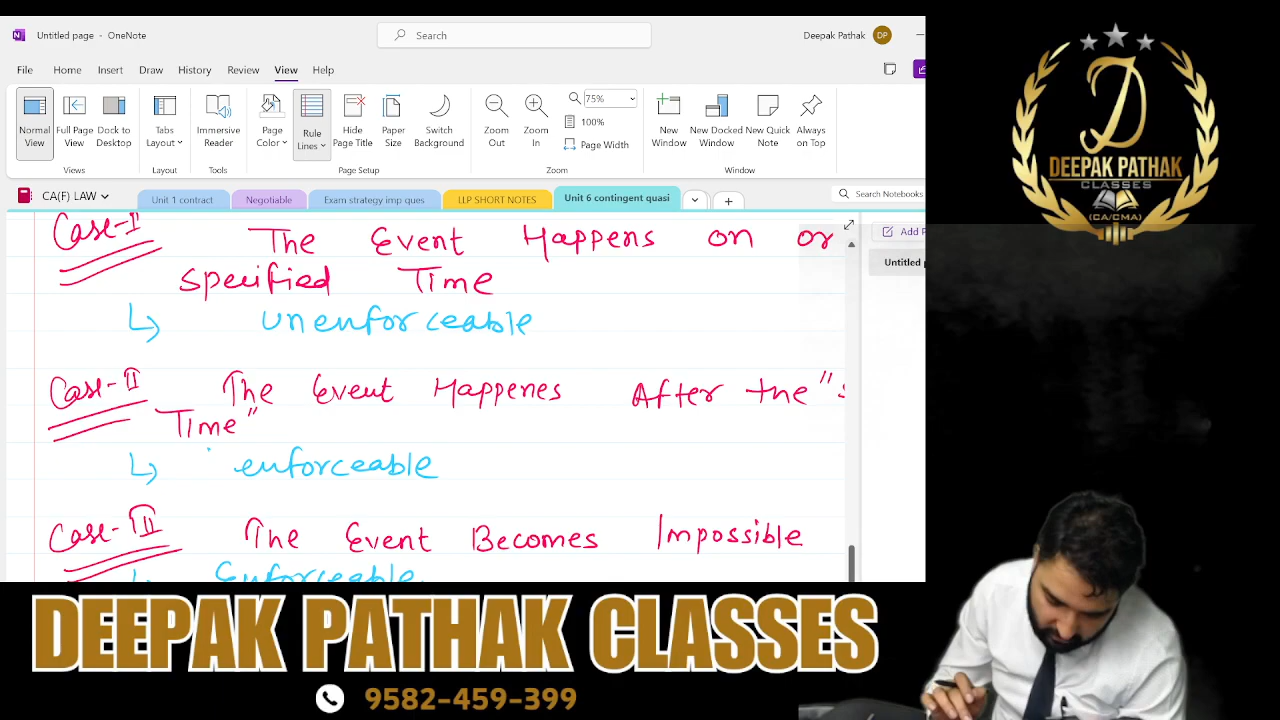 Untitled page - OneNote
Search
Deepak Pathak DP
File Home Insert Draw History Review View Help
Normal View
Full Page View
Dock to Desktop
Tabs Layout
Immersive Reader
Page Color
Rule Lines
Hide Page Title
Paper Size
Switch Background
Zoom Out
Zoom In
75%
100%
Page Width
New Window
New Docked Window
New Quick Note
Always on Top
Views Layout Tools Page Setup Zoom Window
CA(F) LAW
Unit 1 contract
Negotiable
Exam strategy imp ques
LLP SHORT NOTES
Unit 6 contingent quasi
Search Notebooks
Add P
Untitled
Case-I The Event Happens on or
specified Time
unenforceable
Case-II The Event Happenes After the "
Time"
enforceable
Case-III The Event Becomes Impossible
Enforceable
D
DEEPAK PATHAK
CLASSES
(CA/CMA)
DEEPAK PATHAK CLASSES
9582-459-399